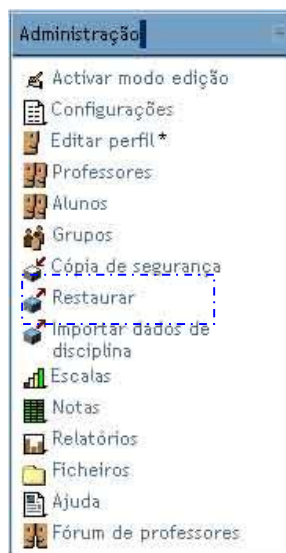 Administração
Activar modo edição
Configurações
Editar perfil*
Professores
Alunos
Grupos
Cópia de segurança
Restaurar
Importar dados de
disciplina
Escalas
Notas
Relatórios
Ficheiros
Ajuda
Fórum de professores